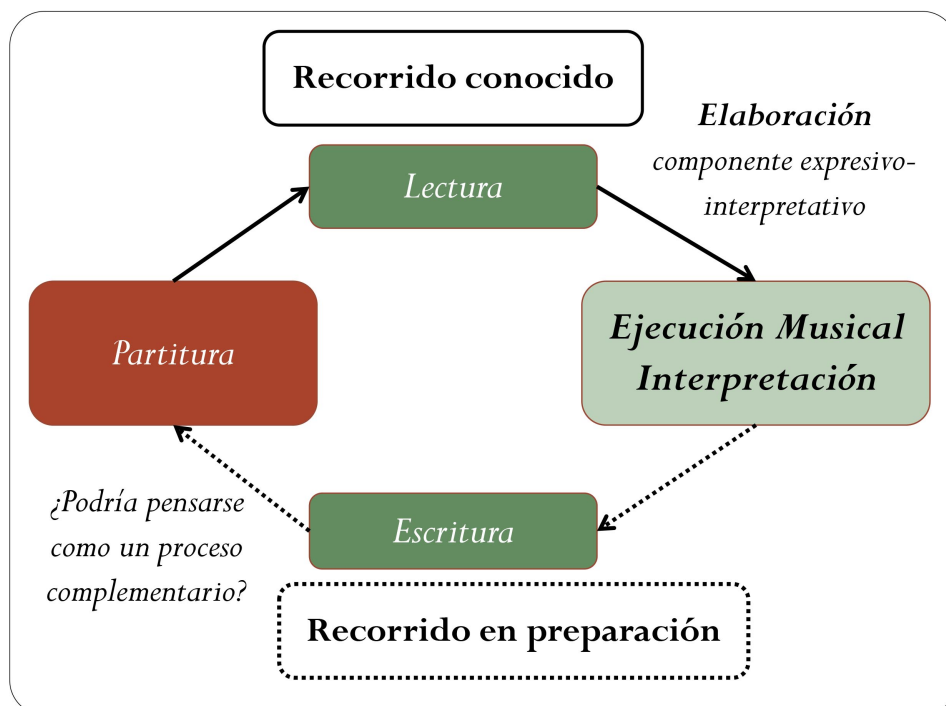 Recorrido conocido
Elaboración
componente expresivo-
interpretativo
Lectura
Partitura
Ejecución Musical
Interpretación
¿Podría pensarse
como un proceso
complementario?
Escritura
Recorrido en preparación